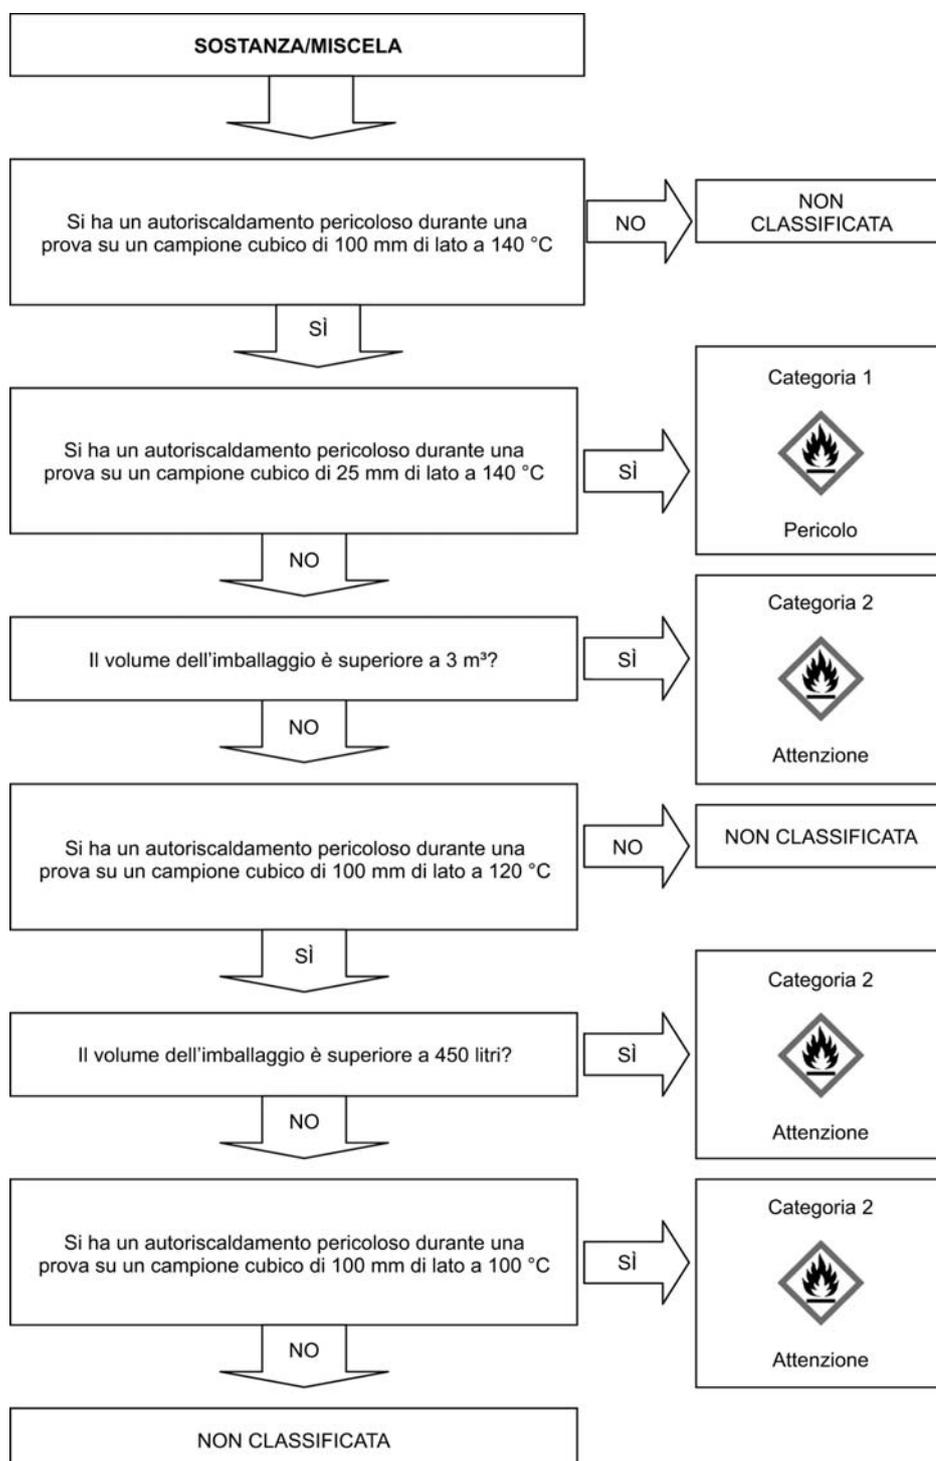 SOSTANZA/MISCELA
Si ha un autoriscaldamento pericoloso durante una
prova su un campione cubico di 100 mm di lato a 140 °C
NO
NON
CLASSIFICATA
SÌ
Si ha un autoriscaldamento pericoloso durante una
prova su un campione cubico di 25 mm di lato a 140 °C
SÌ
Categoria 1
Pericolo
NO
Il volume dell’imballaggio è superiore a 3 m³?
SÌ
Categoria 2
Attenzione
NO
Si ha un autoriscaldamento pericoloso durante una
prova su un campione cubico di 100 mm di lato a 120 °C
NO
NON CLASSIFICATA
SÌ
Il volume dell’imballaggio è superiore a 450 litri?
SÌ
Categoria 2
Attenzione
NO
Si ha un autoriscaldamento pericoloso durante una
prova su un campione cubico di 100 mm di lato a 100 °C
SÌ
Categoria 2
Attenzione
NO
NON CLASSIFICATA